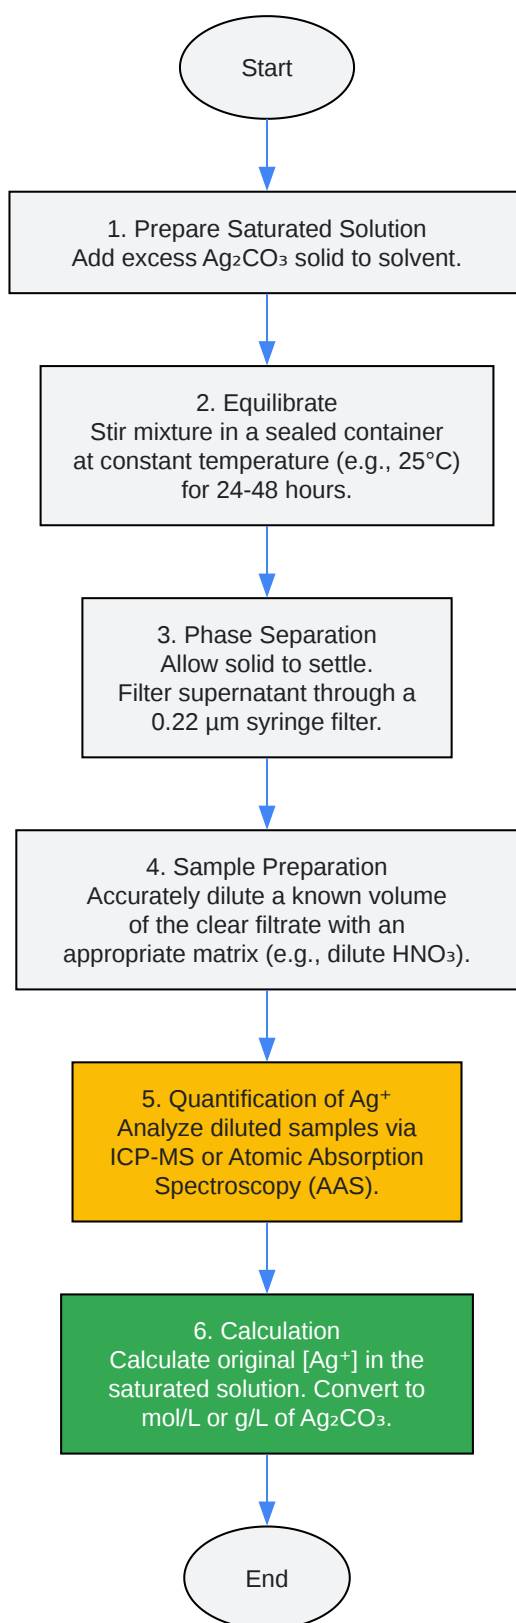 Start
1. Prepare Saturated Solution
Add excess Ag₂CO₃ solid to solvent.
2. Equilibrate
Stir mixture in a sealed container
at constant temperature (e.g., 25°C)
for 24-48 hours.
3. Phase Separation
Allow solid to settle.
Filter supernatant through a
0.22 µm syringe filter.
4. Sample Preparation
Accurately dilute a known volume
of the clear filtrate with an
appropriate matrix (e.g., dilute HNO₃).
5. Quantification of Ag⁺
Analyze diluted samples via
ICP-MS or Atomic Absorption
Spectroscopy (AAS).
6. Calculation
Calculate original [Ag⁺] in the
saturated solution. Convert to
mol/L or g/L of Ag₂CO₃.
End